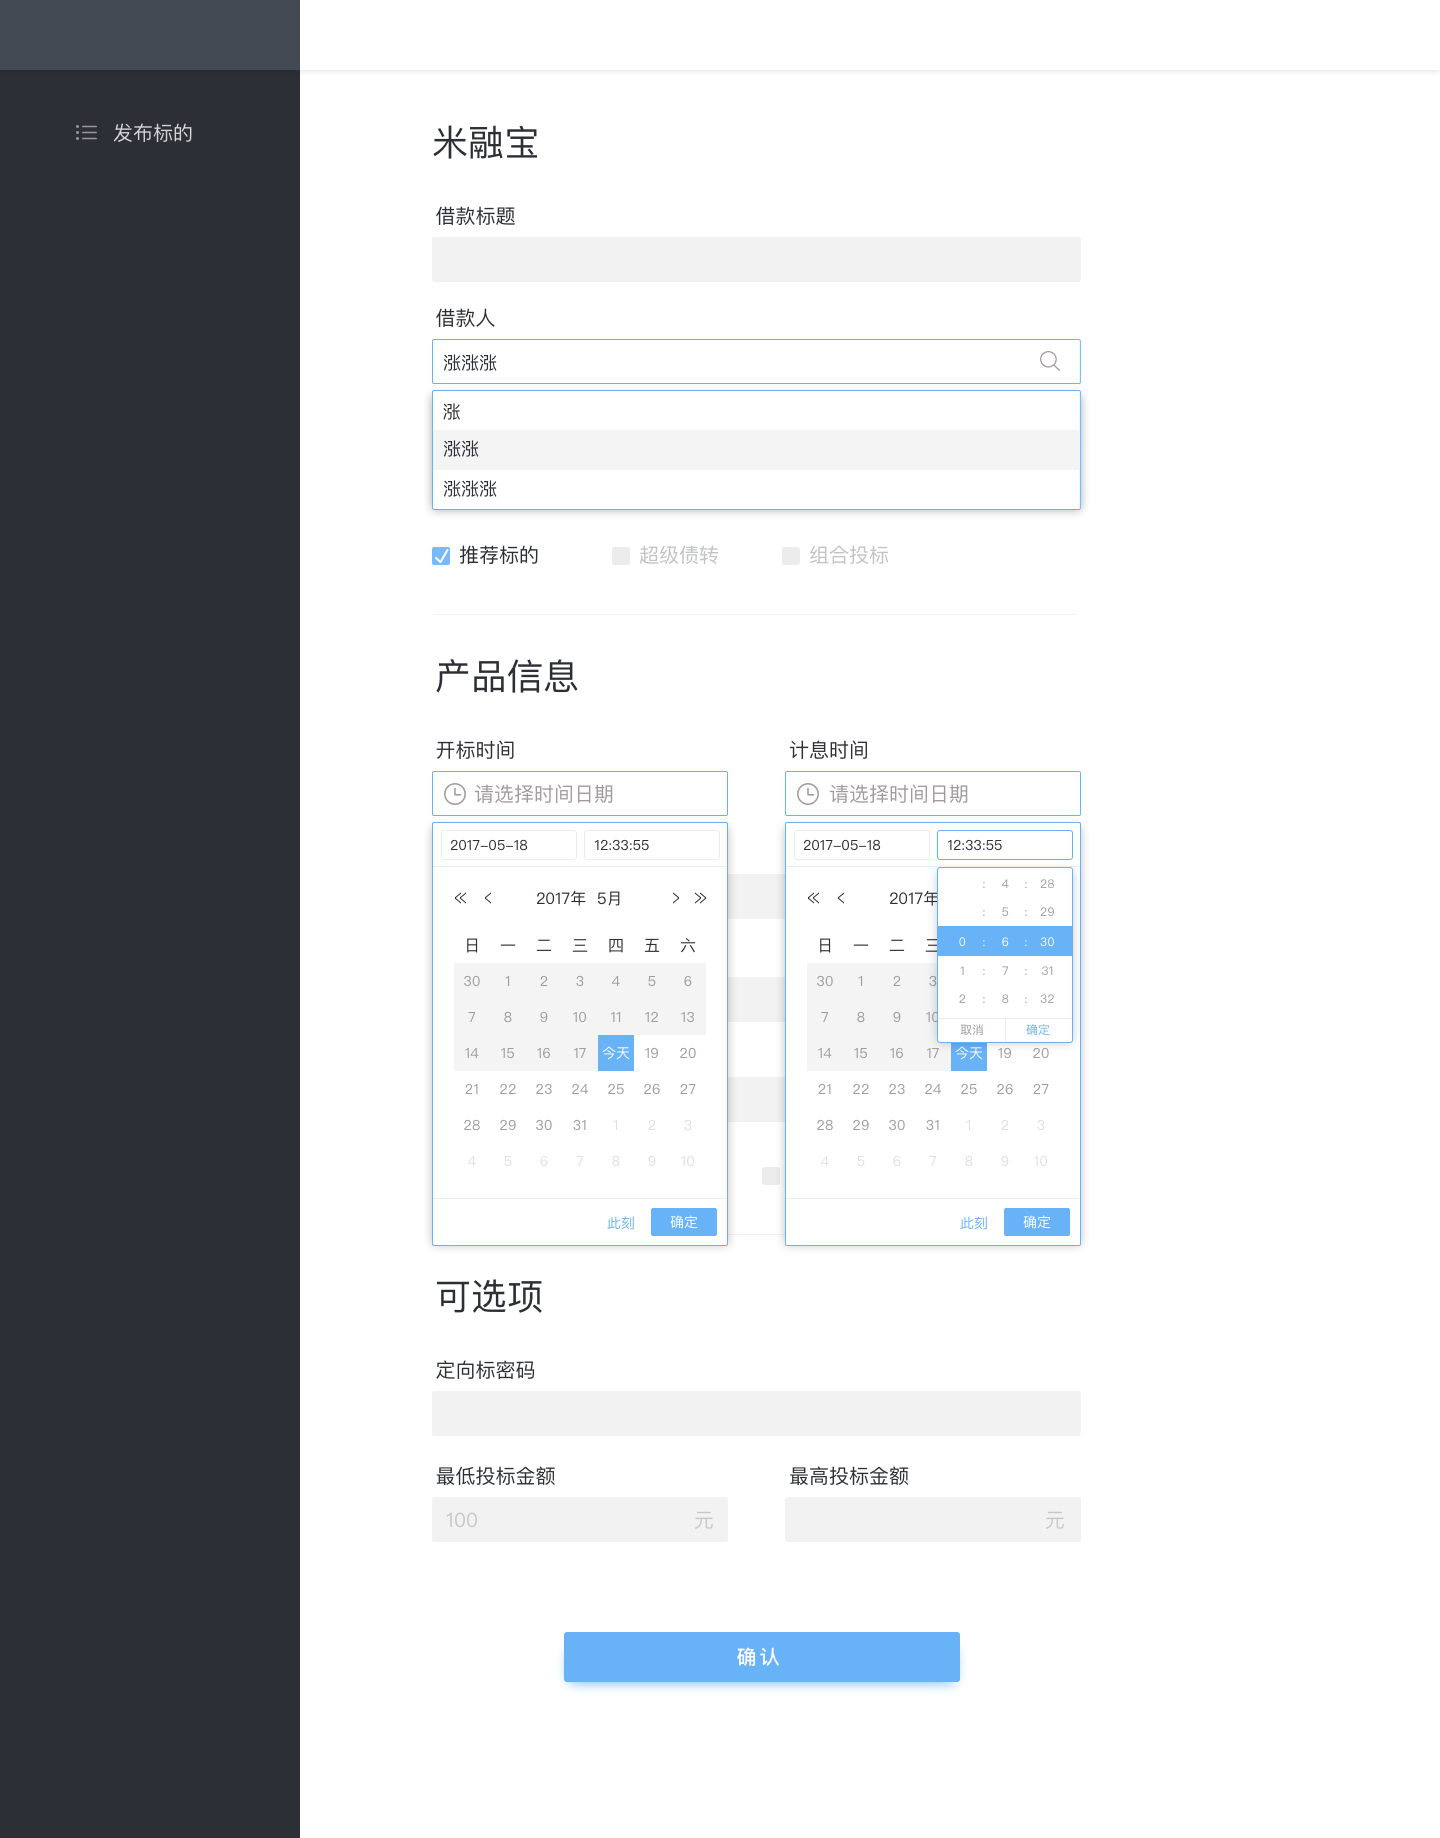 发布标的
米融宝
借款标题
借款人
涨涨涨
涨
涨涨
涨涨涨
推荐标的 超级债转 组合投标
产品信息
开标时间 计息时间
请选择时间日期 请选择时间日期
2017-05-18 12:33:55 2017-05-18 12:33:55
2017年 5月
日 一 二 三 四 五 六
30 1 2 3 4 5 6
7 8 9 10 11 12 13
14 15 16 17 今天 19 20
21 22 23 24 25 26 27
28 29 30 31 1 2 3
4 5 6 7 8 9 10
此刻 确定
2017年
日 一 二 三
30 1 2 3
7 8 9 10
14 15 16 17 今天 19 20
21 22 23 24 25 26 27
28 29 30 31 1 2 3
4 5 6 7 8 9 10
此刻 确定
: 4 : 28
: 5 : 29
0 : 6 : 30
1 : 7 : 31
2 : 8 : 32
取消 确定
可选项
定向标密码
最低投标金额 最高投标金额
100 元 元
确认